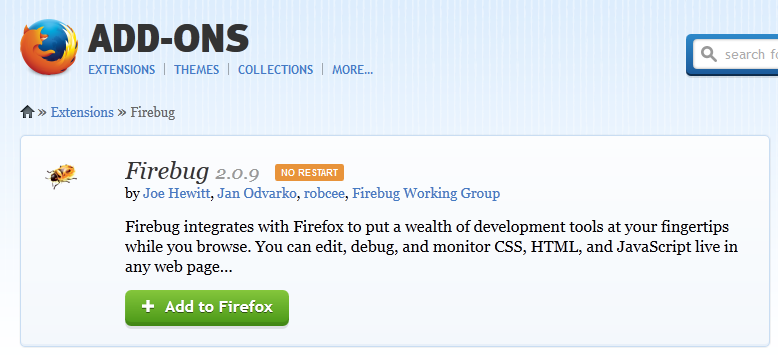 ADD-ONS
EXTENSIONS | THEMES | COLLECTIONS | MORE...
search fo
» Extensions » Firebug
Firebug 2.0.9 NO RESTART
by Joe Hewitt, Jan Odvarko, robcee, Firebug Working Group
Firebug integrates with Firefox to put a wealth of development tools at your fingertips
while you browse. You can edit, debug, and monitor CSS, HTML, and JavaScript live in
any web page...
+ Add to Firefox